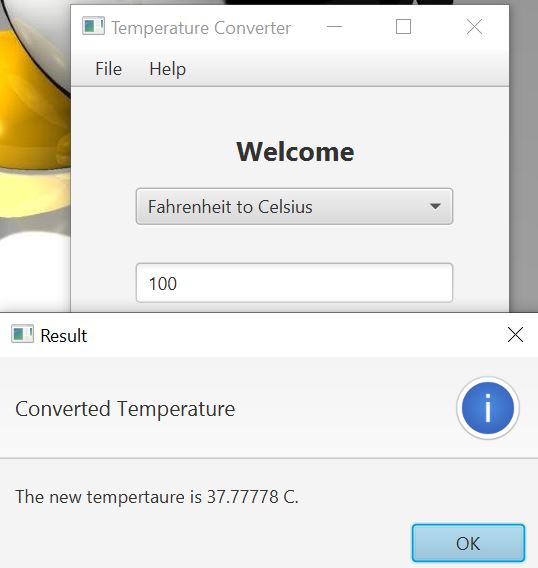 Temperature Converter
File Help
Welcome
Fahrenheit to Celsius
100
Result
Converted Temperature
i
The new tempertaure is 37.77778 C.
OK